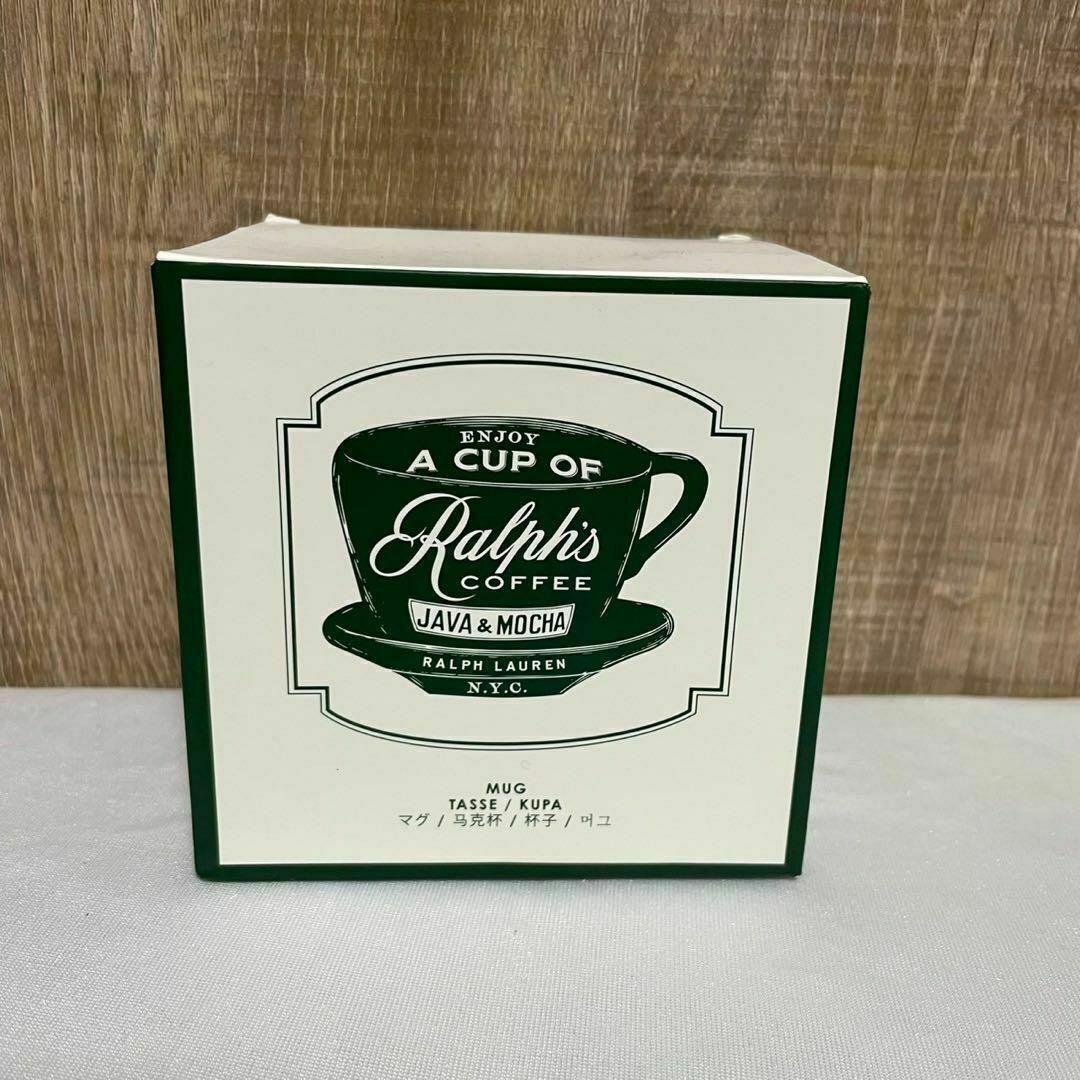 ENJOY
A CUP OF
Ralph's
COFFEE
JAVA & MOCHA
RALPH LAUREN
N.Y.C.
MUG
TASSE / KUPA
マグ / 马克杯 / 杯子 / 머그